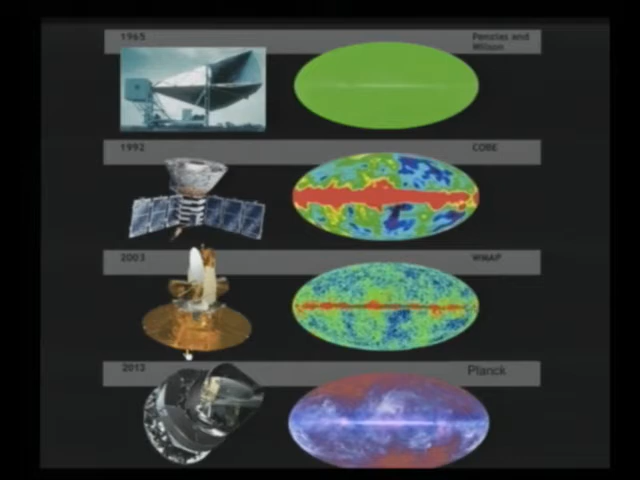 1965
Penzias and
Wilson
1992
COBE
2003
WMAP
2013
Planck